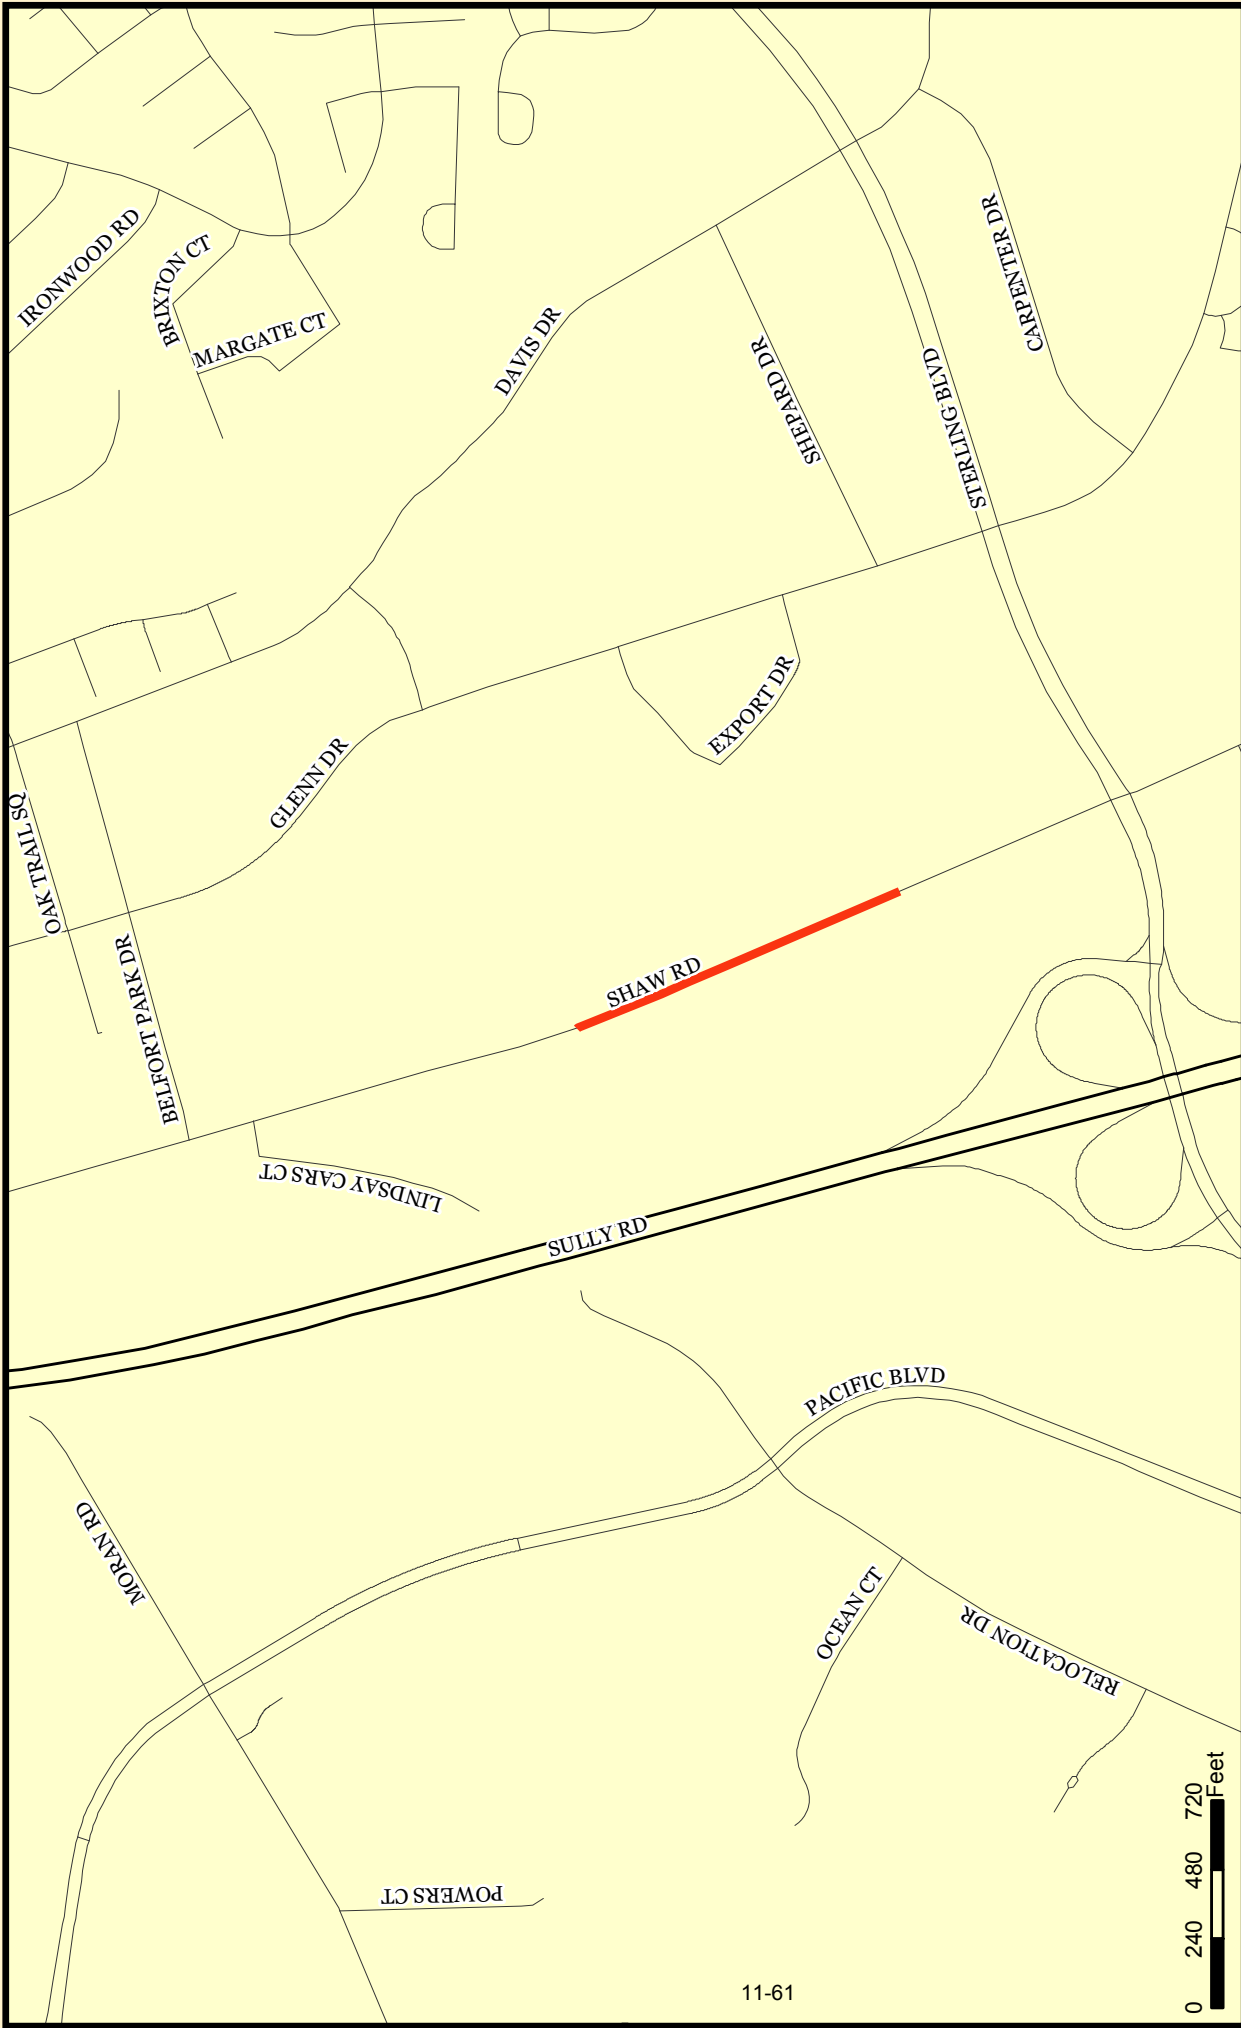 IRONWOOD RD
BRIXTON CT
MARGATE CT
DAVIS DR
SHEPARD DR
STERLING BLVD
CARPENTER DR
EXPORT DR
GLENN DR
OAK TRAIL SQ
BELFORT PARK DR
SHAW RD
LINDSAY CARS CT
SULLY RD
PACIFIC BLVD
MORAN RD
OCEAN CT
RELOCATION DR
POWERS CT
0 240 480 720
Feet
11-61